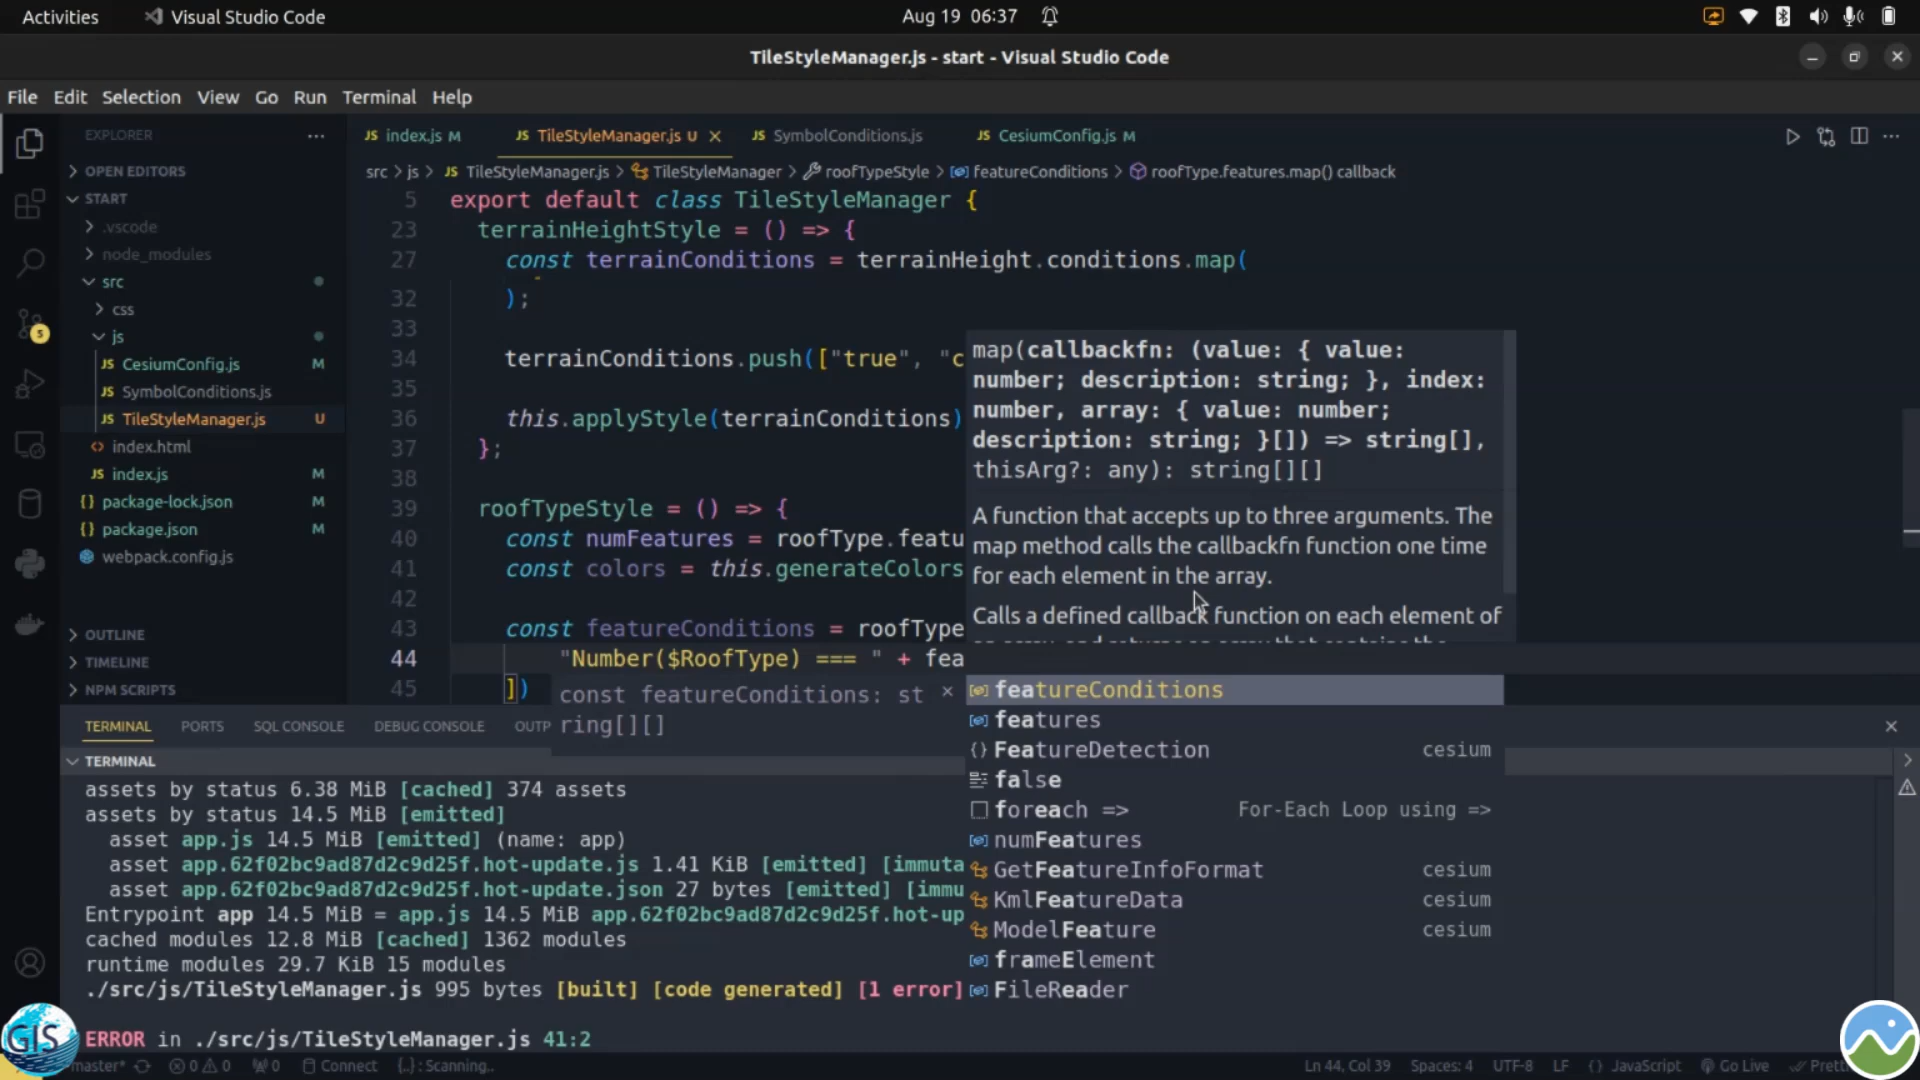 Activities
Visual Studio Code
Aug 19 06:37
TileStyleManager.js - start - Visual Studio Code
File Edit Selection View Go Run Terminal Help
EXPLORER
OPEN EDITORS
START
.vscode
node_modules
src
css
js
JS CesiumConfig.js M
JS SymbolConditions.js
JS TileStyleManager.js U
index.html
JS index.js M
{} package-lock.json M
{} package.json M
webpack.config.js
OUTLINE
TIMELINE
NPM SCRIPTS
5
JS index.js M
JS TileStyleManager.js U
JS SymbolConditions.js
JS CesiumConfig.js M
src > js > JS TileStyleManager.js > TileStyleManager > roofTypeStyle > featureConditions > roofType.features.map() callback
5 export default class TileStyleManager {
23 terrainHeightStyle = () => {
27 const terrainConditions = terrainHeight.conditions.map(
32 );
33
34 terrainConditions.push(["true", "c
35
36 this.applyStyle(terrainConditions)
37 };
38
39 roofTypeStyle = () => {
40 const numFeatures = roofType.featu
41 const colors = this.generateColors
42
43 const featureConditions = roofType
44 "Number($RoofType) === " + fea
45 ])
const featureConditions: st
ring[][]
map(callbackfn: (value: { value:
number; description: string; }, index:
number, array: { value: number;
description: string; }[]) => string[],
thisArg?: any): string[][]
A function that accepts up to three arguments. The
map method calls the callbackfn function one time
for each element in the array.
Calls a defined callback function on each element of
featureConditions
features
FeatureDetection cesium
false
foreach => For-Each Loop using =>
numFeatures
GetFeatureInfoFormat cesium
KmlFeatureData cesium
ModelFeature cesium
frameElement
FileReader
TERMINAL PORTS SQL CONSOLE DEBUG CONSOLE OUTP
TERMINAL
assets by status 6.38 MiB [cached] 374 assets
assets by status 14.5 MiB [emitted]
asset app.js 14.5 MiB [emitted] (name: app)
asset app.62f02bc9ad87d2c9d25f.hot-update.js 1.41 KiB [emitted] [immuta
asset app.62f02bc9ad87d2c9d25f.hot-update.json 27 bytes [emitted] [immu
Entrypoint app 14.5 MiB = app.js 14.5 MiB app.62f02bc9ad87d2c9d25f.hot-up
cached modules 12.8 MiB [cached] 1362 modules
runtime modules 29.7 KiB 15 modules
./src/js/TileStyleManager.js 995 bytes [built] [code generated] [1 error]
ERROR in ./src/js/TileStyleManager.js 41:2
GIS
master* 0 0 0 Connect {..}: Scanning..
Ln 44, Col 39 Spaces: 4 UTF-8 LF {} JavaScript Go Live Prett